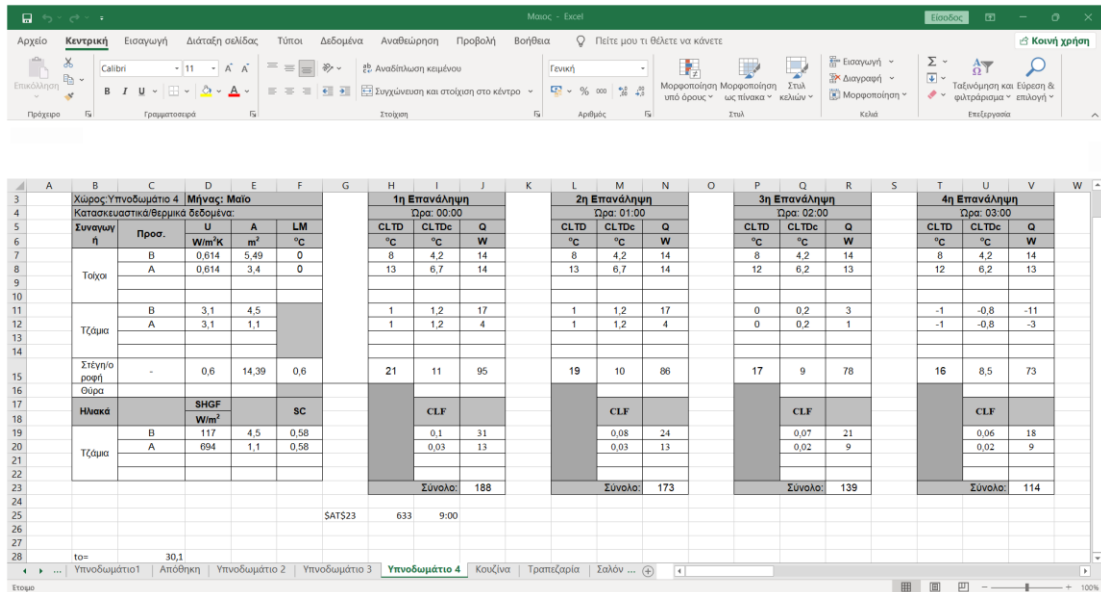 Μαιος - Excel
Είσοδος
Αρχείο Κεντρική Εισαγωγή Διάταξη σελίδας Τύποι Δεδομένα Αναθεώρηση Προβολή Βοήθεια Πείτε μου τι θέλετε να κάνετε Κοινή χρήση
Επικόλληση
Calibri 11
B I U
Αναδίπλωση κειμένου
Συγχώνευση και στοίχιση στο κέντρο
Γενική
% 000
Μορφοποίηση υπό όρους
Μορφοποίηση ως πίνακα
Στυλ κελιών
Εισαγωγή
Διαγραφή
Μορφοποίηση
Ταξινόμηση και φιλτράρισμα
Εύρεση & επιλογή
Πρόχειρο Γραμματοσειρά Στοίχιση Αριθμός Στυλ Κελιά Επεξεργασία
A B C D E F G H I J K L M N O P Q R S T U V W
3 Χώρος:Υπνοδωμάτιο 4 Μήνας: Μαϊο 1η Επανάληψη 2η Επανάληψη 3η Επανάληψη 4η Επανάληψη
4 Κατασκευαστικά/θερμικά δεδομένα: Ώρα: 00:00 Ώρα: 01:00 Ώρα: 02:00 Ώρα: 03:00
5 Συναγωγή Προσ. U A LM CLTD CLTDc Q CLTD CLTDc Q CLTD CLTDc Q CLTD CLTDc Q
6 W/m²K m² °C °C °C W °C °C W °C °C W °C °C W
7 Τοίχοι B 0,614 5,49 0 8 4,2 14 8 4,2 14 8 4,2 14 8 4,2 14
8 A 0,614 3,4 0 13 6,7 14 13 6,7 14 12 6,2 13 12 6,2 13
9
10
11 Τζάμια B 3,1 4,5 1 1,2 17 1 1,2 17 0 0,2 3 -1 -0,8 -11
12 A 3,1 1,1 1 1,2 4 1 1,2 4 0 0,2 1 -1 -0,8 -3
13
14
15 Στέγη/οροφή - 0,6 14,39 0,6 21 11 95 19 10 86 17 9 78 16 8,5 73
16 Θύρα
17 Ηλιακά SHGF SC CLF CLF CLF CLF
18 W/m²
19 Τζάμια B 117 4,5 0,58 0,1 31 0,08 24 0,07 21 0,06 18
20 A 694 1,1 0,58 0,03 13 0,03 13 0,02 9 0,02 9
21
22
23 Σύνολο: 188 Σύνολο: 173 Σύνολο: 139 Σύνολο: 114
24
25 $AT$23 633 9:00
26
27
28 to= 30,1
... Υπνοδωμάτιο1 Απόθηκη Υπνοδωμάτιο 2 Υπνοδωμάτιο 3 Υπνοδωμάτιο 4 Κουζίνα Τραπεζαρία Σαλόν ...
Έτοιμο 100%